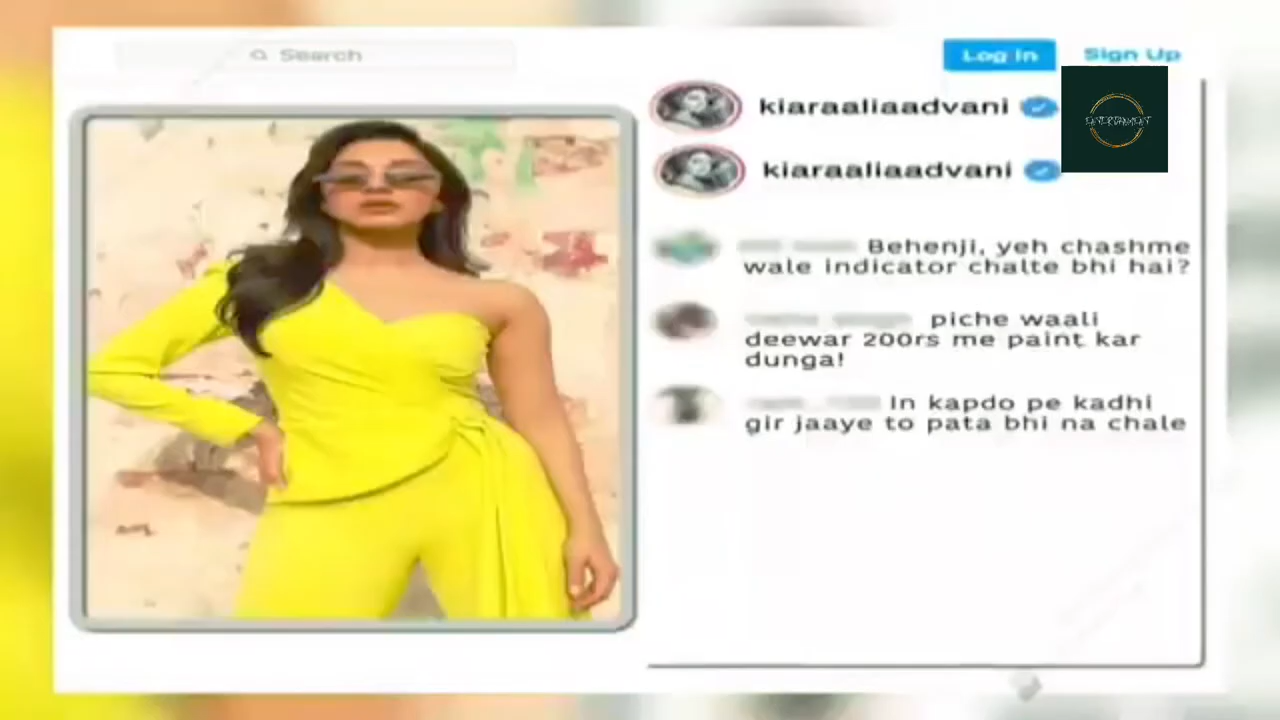 Search
Log In
Sign Up
kiaraaliaadvani
ENTERTAINMENT
kiaraaliaadvani
Behenji, yeh chashme
wale indicator chalte bhi hai?
piche waali
deewar 200rs me paint kar
dunga!
In kapdo pe kadhi
gir jaaye to pata bhi na chale